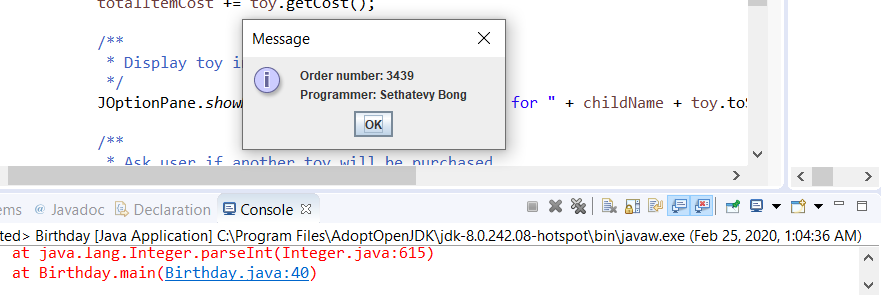 totalItemCost += toy.getCost();
Message
/**
* Display toy i
*/
Order number: 3439
Programmer: Sethatevy Bong
JOptionPane.show for " + childName + toy.toS
OK
/**
* Ask user if another toy will be purchased
ems @ Javadoc Declaration Console
ted> Birthday [Java Application] C:\Program Files\AdoptOpenJDK\jdk-8.0.242.08-hotspot\bin\javaw.exe (Feb 25, 2020, 1:04:36 AM)
at java.lang.Integer.parseInt(Integer.java:615)
at Birthday.main(Birthday.java:40)